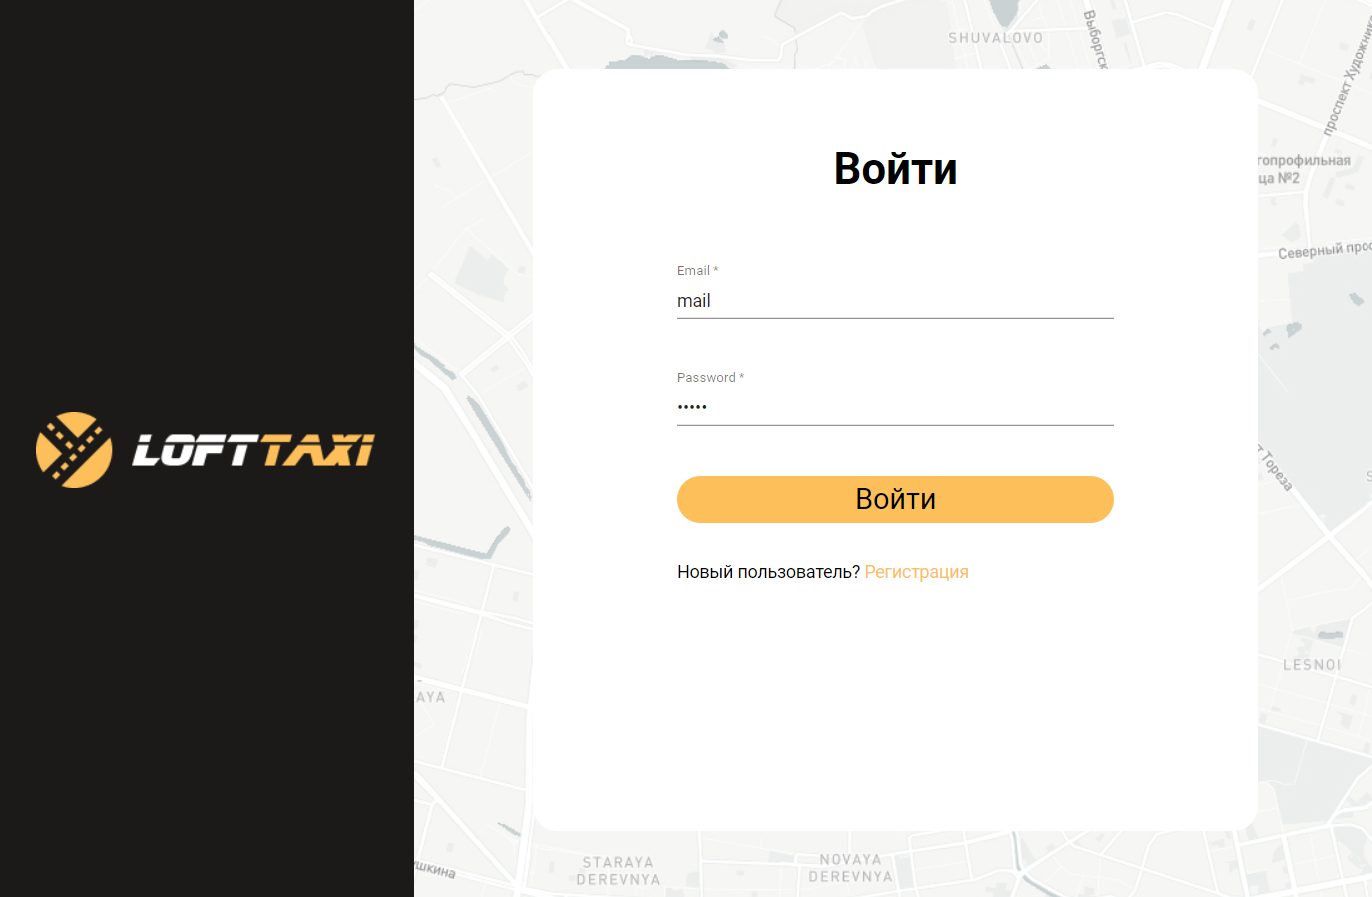 SHUVALOVO
Выборгск
проспект Художник
гопрофильная
ца №2
Северный прос
Войти
Email *
mail
Password *
•••••
LOFTTAXI
Войти
т Тореза
Новый пользователь? Регистрация
LESNOI
AYA
ушкина
STARAYA
DEREVNYA
NOVAYA
DEREVNYA